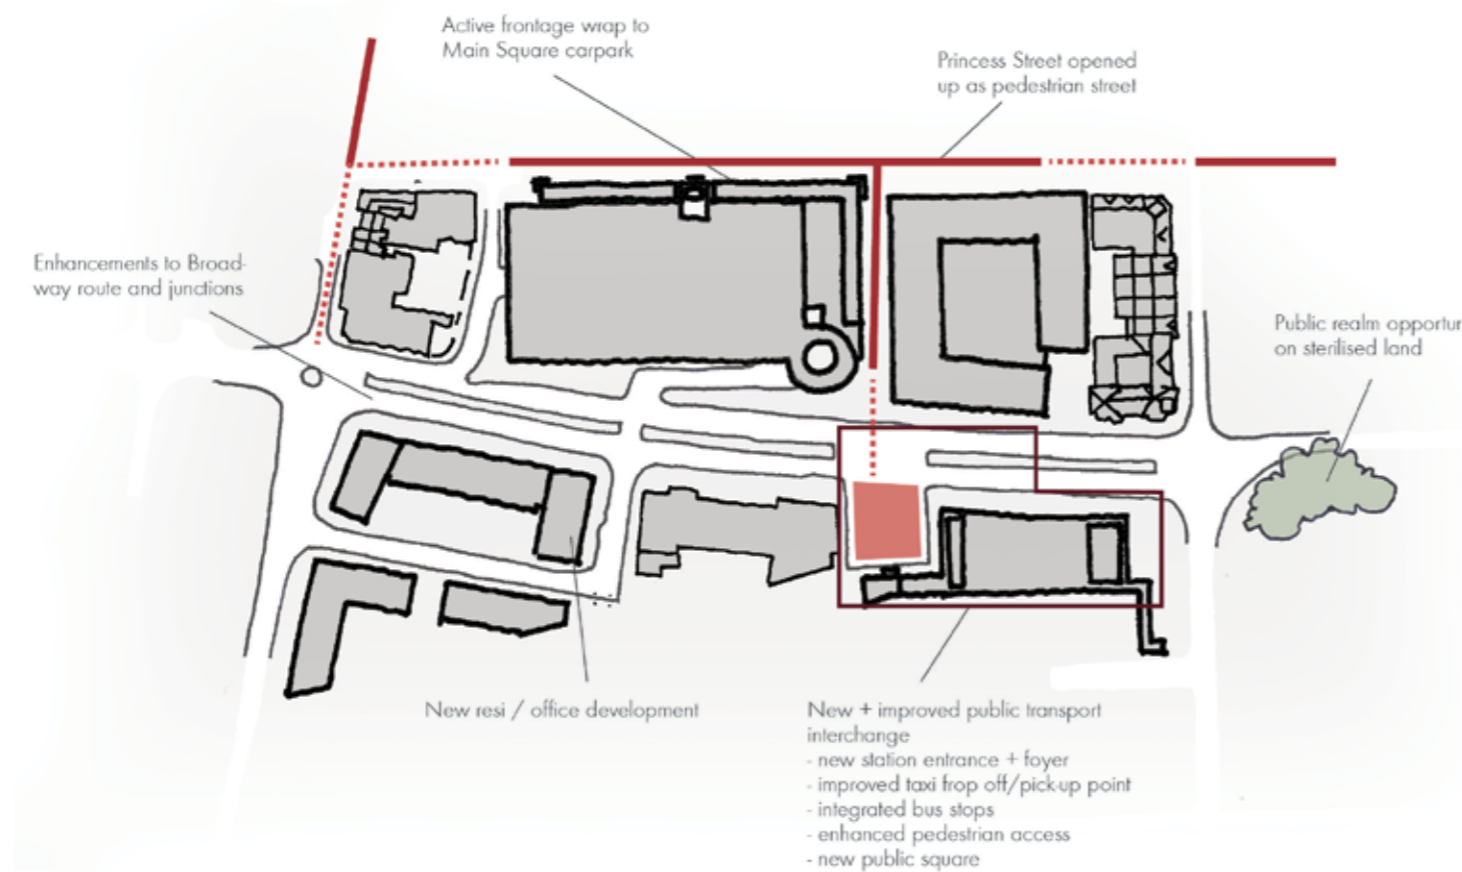 Active frontage wrap to
Main Square carpark
Princess Street opened
up as pedestrian street
Enhancements to Broad-
way route and junctions
Public realm opportur
on sterilised land
New resi / office development
New + improved public transport
interchange
- new station entrance + foyer
- improved taxi frop off/pick-up point
- integrated bus stops
- enhanced pedestrian access
- new public square